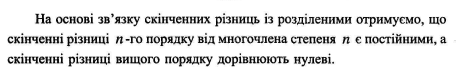 На основі зв’язку скінченних різниць із розділеними отримуємо, що
скінченні різниці n-го порядку від многочлена степеня n є постійними, а
скінченні різниці вищого порядку дорівнюють нулеві.